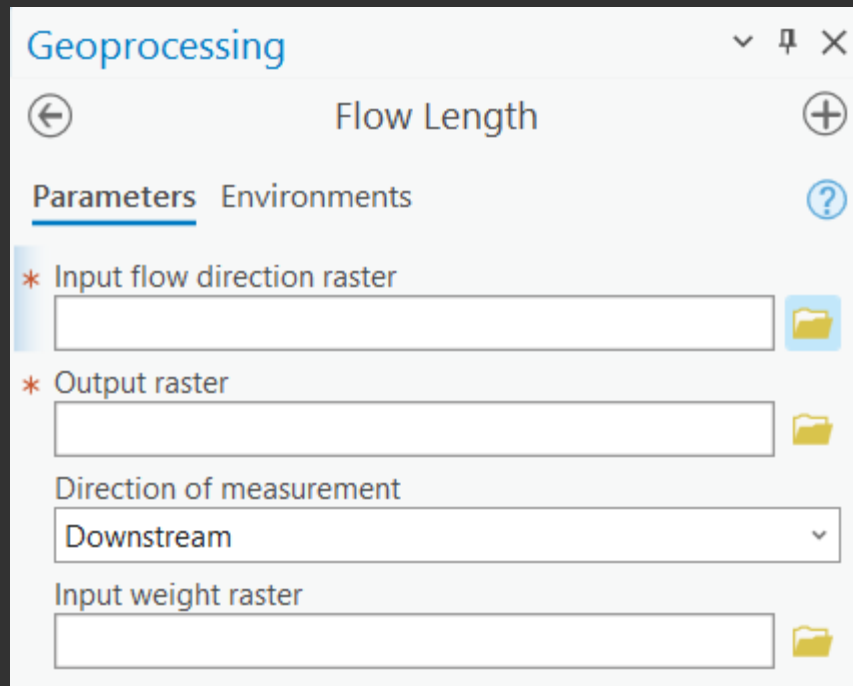 Geoprocessing
Flow Length
Parameters Environments
* Input flow direction raster
* Output raster
Direction of measurement
Downstream
Input weight raster